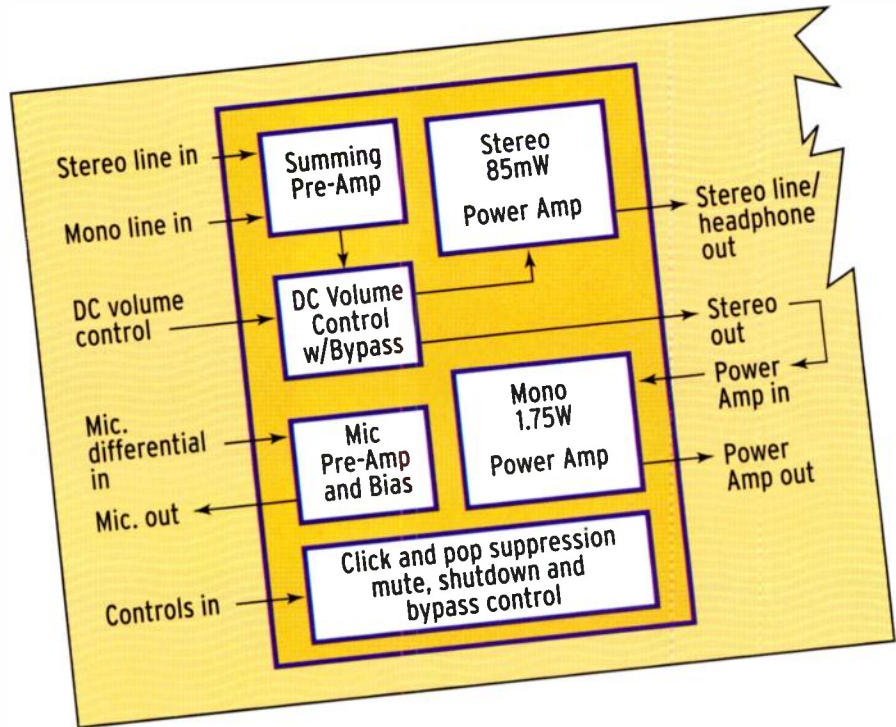 Stereo line in
Mono line in
DC volume
control
Mic.
differential
in
Mic. out
Controls in
Summing
Pre-Amp
Stereo
85mW
Power Amp
DC Volume
Control
w/Bypass
Mono
1.75W
Power Amp
Mic
Pre-Amp
and Bias
Click and pop suppression
mute, shutdown and
bypass control
Stereo line/
headphone
out
Stereo
out
Power
Amp in
Power
Amp out